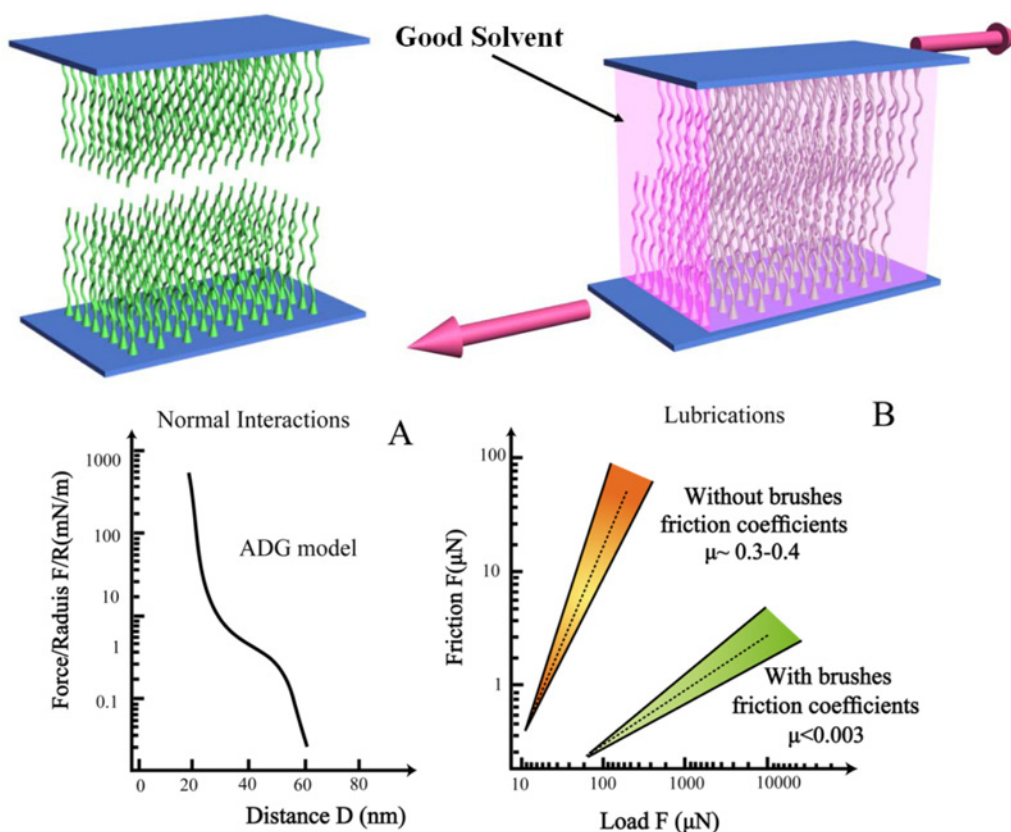 Good Solvent
Normal Interactions
A
Force/Raduis F/R(mN/m)
1000
100
10
1
0.1
ADG model
0
20
40
60
80
Distance D (nm)
Lubrications
B
Friction F(μN)
100
10
1
Without brushes
friction coefficients
μ~ 0.3-0.4
With brushes
friction coefficients
μ<0.003
10
100
1000
10000
Load F (μN)